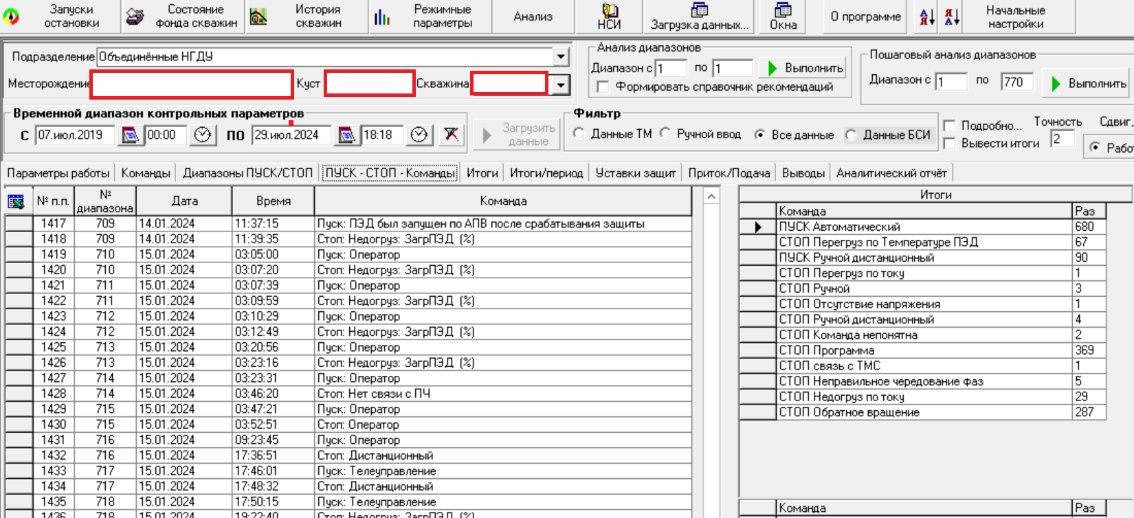 Запуски остановки
Состояние фонда скважин
История скважин
Режимные параметры
Анализ
НСИ
Загрузка данных...
Окна
О программе
Начальные настройки
Подразделение Объединённые НГДУ
Месторождение Куст Скважина
Анализ диапазонов
Диапазон с 1 по 1 Выполнить
Формировать справочник рекомендаций
Пошаговый анализ диапазонов
Диапазон с 1 по 770 Выполнить
Временной диапазон контрольных параметров
С 07.июл.2019 00:00 ПО 29.июл.2024 18:18
Загрузить данные
Фильтр
Данные ТМ Ручной ввод Все данные Данные БСИ
Подробно...
Вывести итоги
Точность
2
Сдвиг,
Рабо
Параметры работы Команды Диапазоны ПУСК/СТОП ПУСК - СТОП - Команды Итоги Итоги/период Уставки защит Приток/Подача Выводы Аналитический отчёт
№ п.п. № диапазона Дата Время Команда
1417 709 14.01.2024 11:37:15 Пуск: ПЭД был запущен по АПВ после срабатывания защиты
1418 709 14.01.2024 11:39:35 Стоп: Недогруз: ЗагрПЭД (%)
1419 710 15.01.2024 03:05:00 Пуск: Оператор
1420 710 15.01.2024 03:07:20 Стоп: Недогруз: ЗагрПЭД (%)
1421 711 15.01.2024 03:07:39 Пуск: Оператор
1422 711 15.01.2024 03:09:59 Стоп: Недогруз: ЗагрПЭД (%)
1423 712 15.01.2024 03:10:29 Пуск: Оператор
1424 712 15.01.2024 03:12:49 Стоп: Недогруз: ЗагрПЭД (%)
1425 713 15.01.2024 03:20:56 Пуск: Оператор
1426 713 15.01.2024 03:23:16 Стоп: Недогруз: ЗагрПЭД (%)
1427 714 15.01.2024 03:23:31 Пуск: Оператор
1428 714 15.01.2024 03:46:20 Стоп: Нет связи с ПЧ
1429 715 15.01.2024 03:47:21 Пуск: Оператор
1430 715 15.01.2024 03:52:51 Стоп: Оператор
1431 716 15.01.2024 09:23:45 Пуск: Оператор
1432 716 15.01.2024 17:36:51 Стоп: Дистанционный
1433 717 15.01.2024 17:46:01 Пуск: Телеуправление
1434 717 15.01.2024 17:48:32 Стоп: Дистанционный
1435 718 15.01.2024 17:50:15 Пуск: Телеуправление
1436 718 15.01.2024 19:22:40 Стоп: Недогруз: ЗагрПЭД (%)
Итоги
Команда Раз
ПУСК Автоматический 680
СТОП Перегруз по Температуре ПЭД 67
ПУСК Ручной дистанционный 90
СТОП Перегруз по току 1
СТОП Ручной 3
СТОП Отсутствие напряжения 1
СТОП Ручной дистанционный 4
СТОП Команда непонятна 2
СТОП Программа 369
СТОП связь с ТМС 1
СТОП Неправильное чередование фаз 5
СТОП Недогруз по току 29
СТОП Обратное вращение 287
Команда Раз